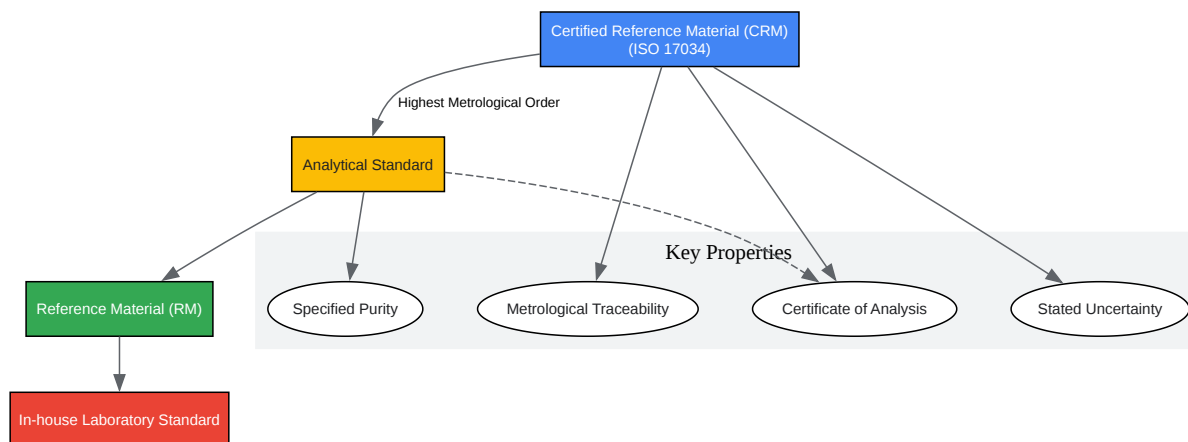 Certified Reference Material (CRM)
(ISO 17034)
Highest Metrological Order
Analytical Standard
Key Properties
Reference Material (RM)
Specified Purity
Metrological Traceability
Certificate of Analysis
Stated Uncertainty
In-house Laboratory Standard